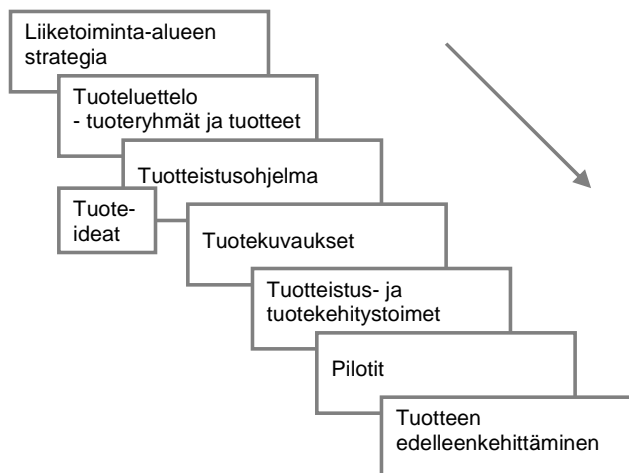 Liiketoiminta-alueen
strategia
Tuoteluettelo
- tuoteryhmät ja tuotteet
Tuotteistusohjelma
Tuote-
ideat
Tuotekuvaukset
Tuotteistus- ja
tuotekehitystoimet
Pilotit
Tuotteen
edelleenkehittäminen